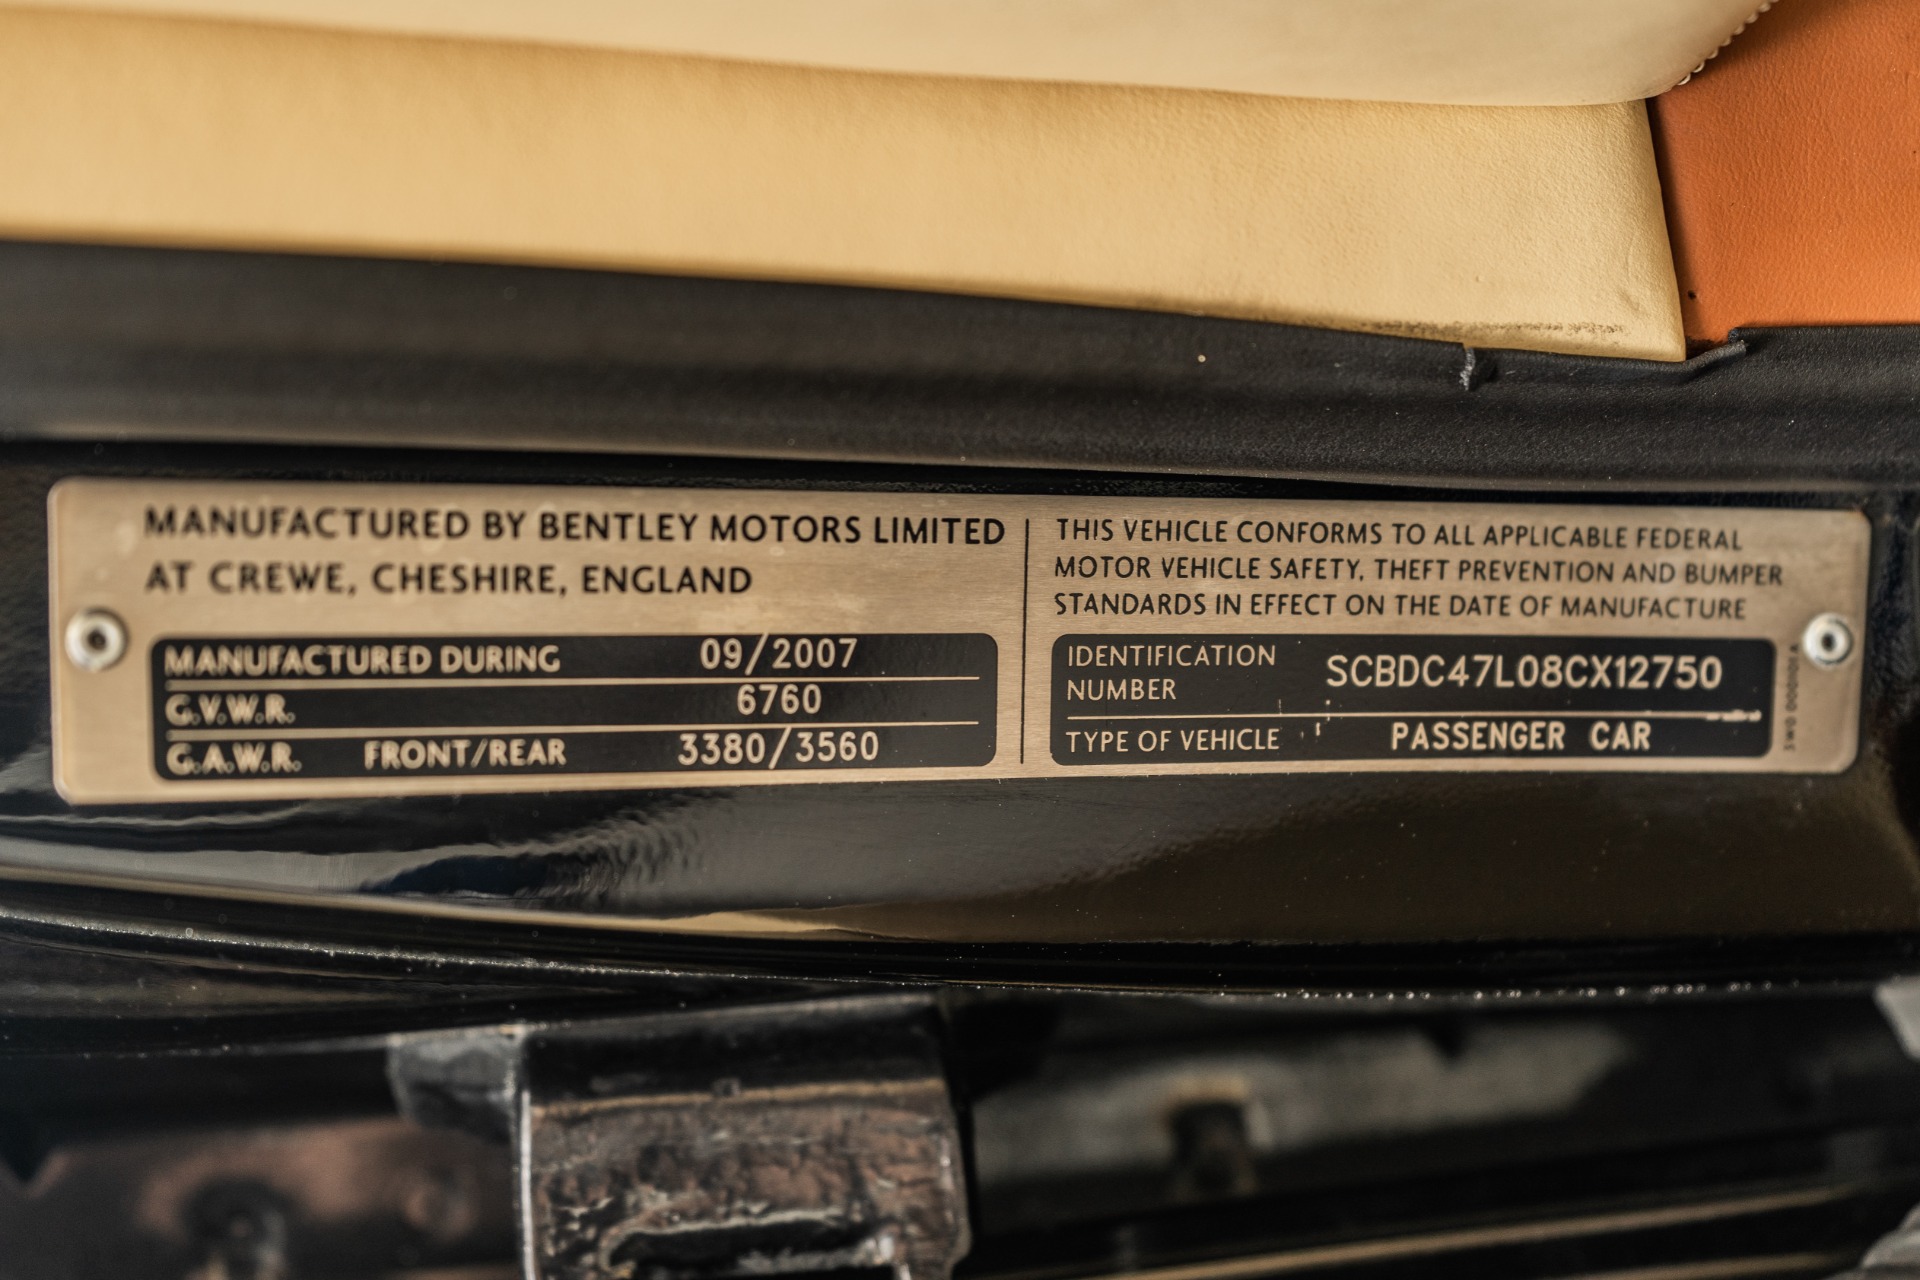 MANUFACTURED BY BENTLEY MOTORS LIMITED
AT CREWE, CHESHIRE, ENGLAND
MANUFACTURED DURING 09/2007
G.V.W.R. 6760
G.A.W.R. FRONT/REAR 3380/3560
THIS VEHICLE CONFORMS TO ALL APPLICABLE FEDERAL
MOTOR VEHICLE SAFETY, THEFT PREVENTION AND BUMPER
STANDARDS IN EFFECT ON THE DATE OF MANUFACTURE
IDENTIFICATION
NUMBER SCBDC47L08CX12750
TYPE OF VEHICLE PASSENGER CAR